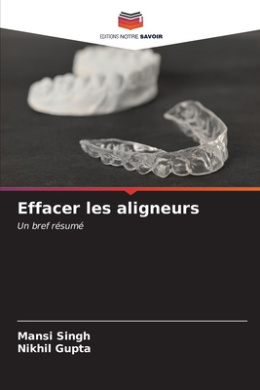 EDITIONS NOTRE SAVOIR
Effacer les aligneurs
Un bref résumé
Mansi Singh
Nikhil Gupta